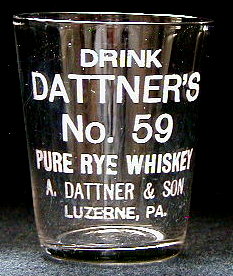 DRINK
DATTNER'S
No. 59
PURE RYE WHISKEY
A. DATTNER & SON
LUZERNE, PA.